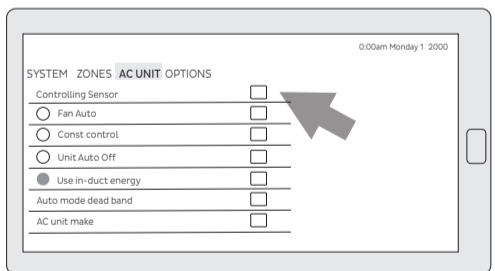 0:00am Monday 1 2000
SYSTEM ZONES AC UNIT OPTIONS
Controlling Sensor
Fan Auto
Const control
Unit Auto Off
Use in-duct energy
Auto mode dead band
AC unit make